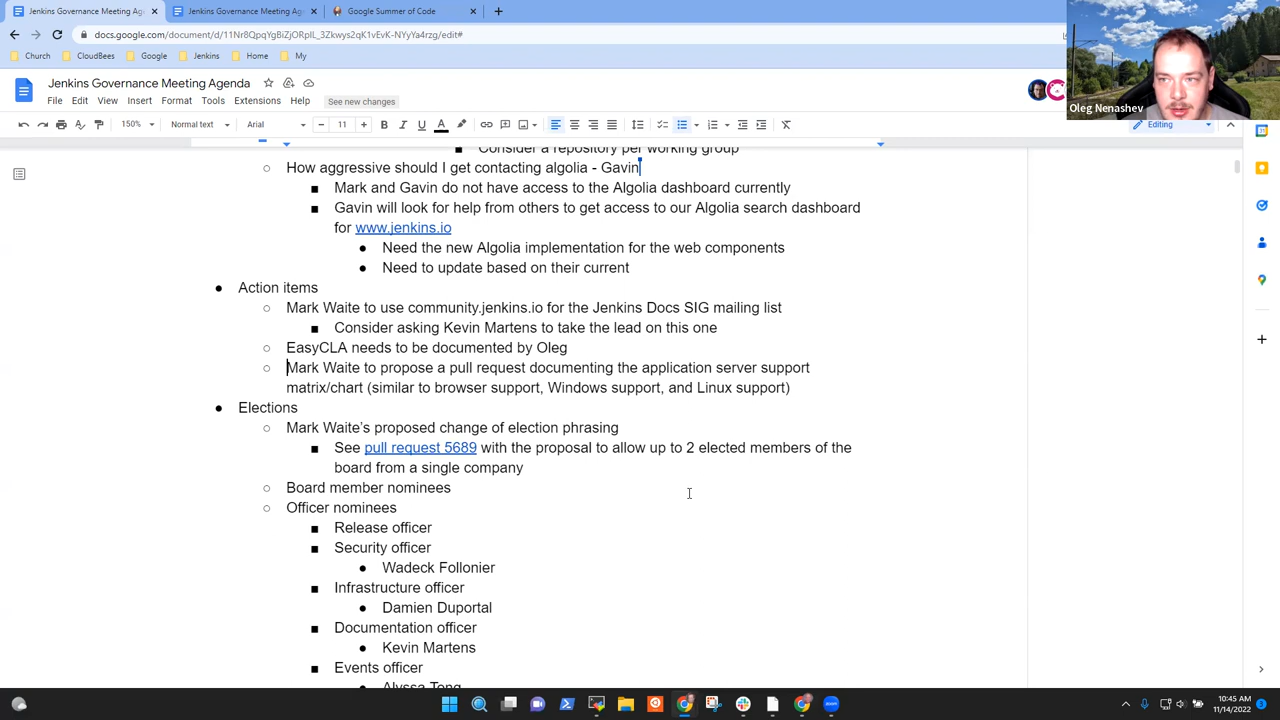 Jenkins Governance Meeting Age
Jenkins Governance Meeting Age
Google Summer of Code
docs.google.com/document/d/11Nr8QpqYgBiZjORpIL_3Zkwys2qK1vEvK-NYyYa4rzg/edit#
Church
CloudBees
Google
Jenkins
Home
My
Jenkins Governance Meeting Agenda
Oleg Nenashev
File Edit View Insert Format Tools Extensions Help See new changes
150% Normal text Arial 11 Editing
Consider a repository per working group
How aggressive should I get contacting algolia - Gavin
Mark and Gavin do not have access to the Algolia dashboard currently
Gavin will look for help from others to get access to our Algolia search dashboard
for www.jenkins.io
Need the new Algolia implementation for the web components
Need to update based on their current
Action items
Mark Waite to use community.jenkins.io for the Jenkins Docs SIG mailing list
Consider asking Kevin Martens to take the lead on this one
EasyCLA needs to be documented by Oleg
Mark Waite to propose a pull request documenting the application server support
matrix/chart (similar to browser support, Windows support, and Linux support)
Elections
Mark Waite's proposed change of election phrasing
See pull request 5689 with the proposal to allow up to 2 elected members of the
board from a single company
Board member nominees
Officer nominees
Release officer
Security officer
Wadeck Follonier
Infrastructure officer
Damien Duportal
Documentation officer
Kevin Martens
Events officer
Alyssa Tong
10:45 AM
11/14/2022